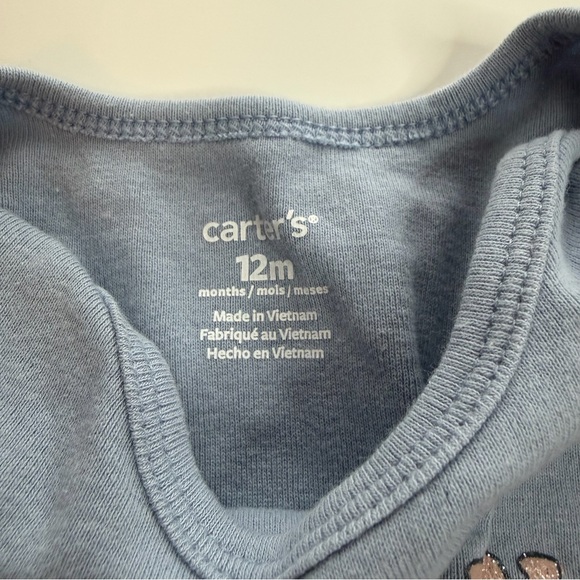 carter's®
12m
months / mois / meses
Made in Vietnam
Fabriqué au Vietnam
Hecho en Vietnam